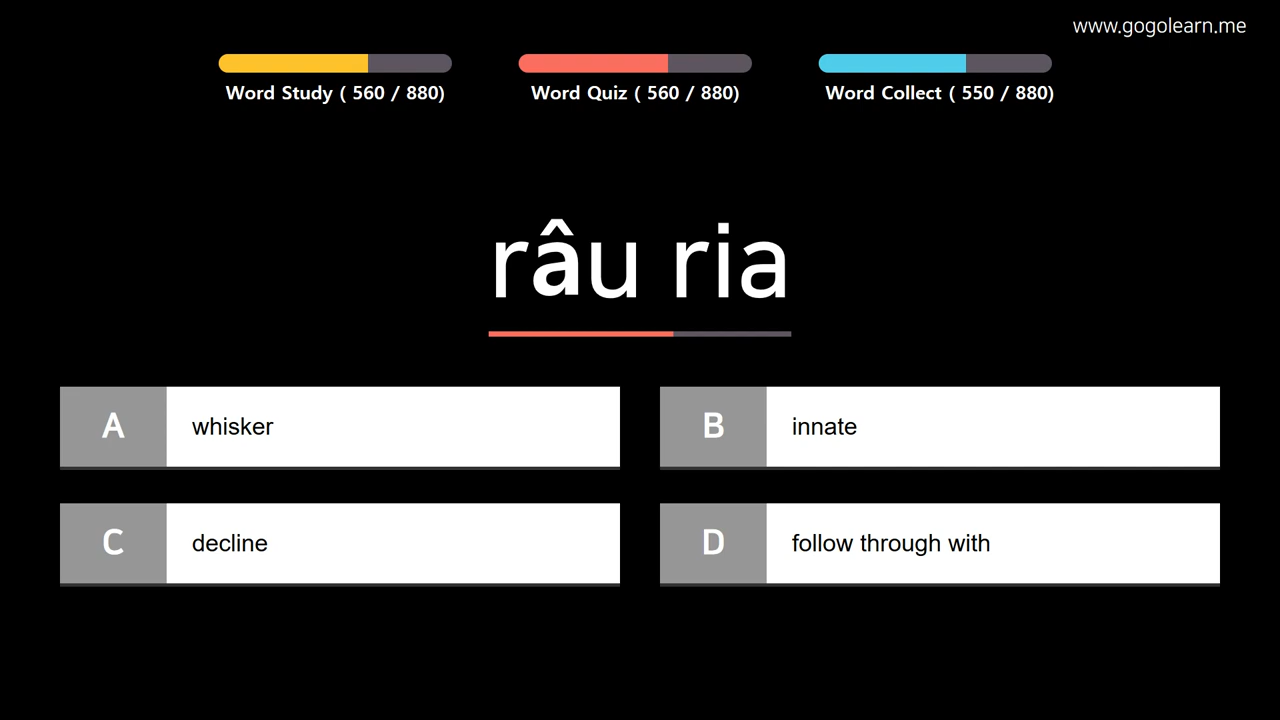 www.gogolearn.me
Word Study ( 560 / 880)
Word Quiz ( 560 / 880)
Word Collect ( 550 / 880)
râu ria
A whisker
B innate
C decline
D follow through with